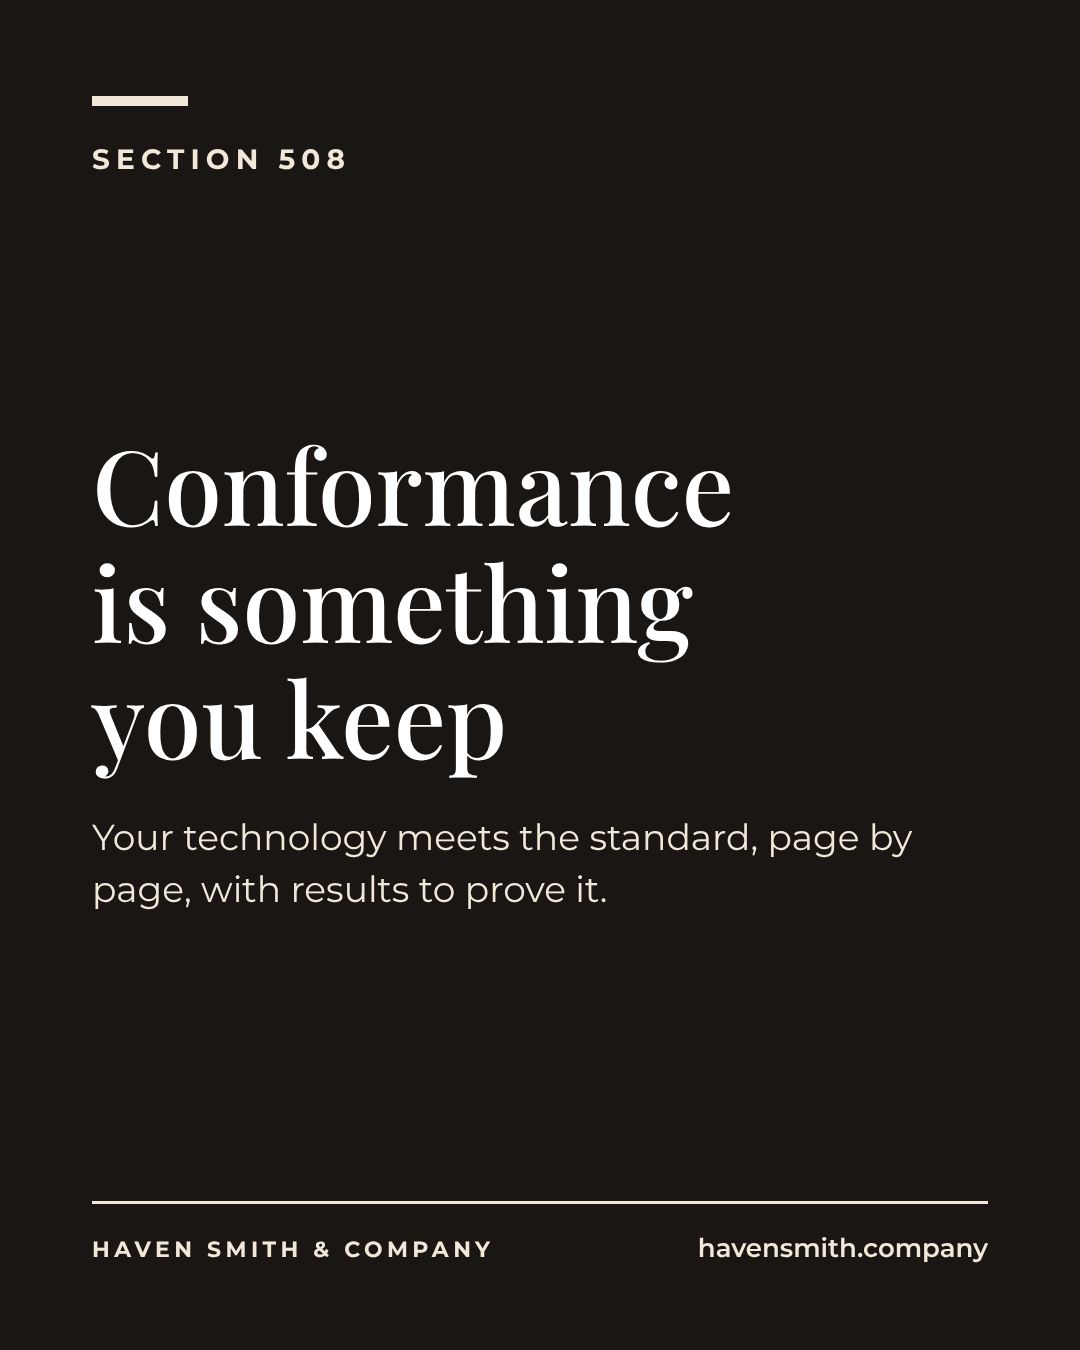 SECTION 508
Conformance
is something
you keep
Your technology meets the standard, page by
page, with results to prove it.
HAVEN SMITH & COMPANY
havensmith.company